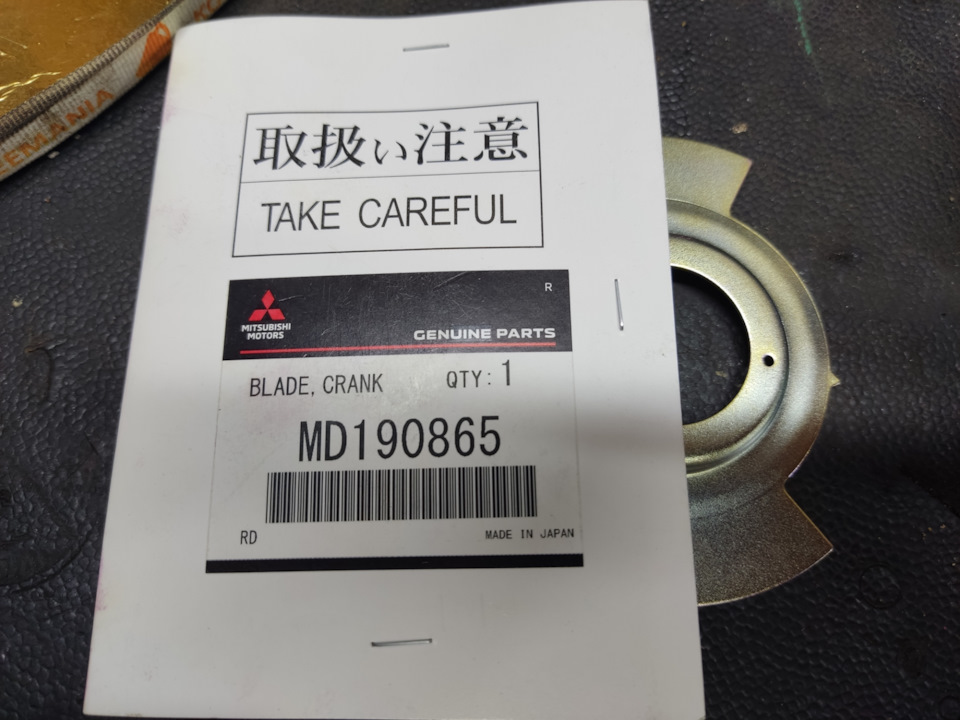 取扱い注意
TAKE CAREFUL
R
MITSUBISHI
MOTORS
GENUINE PARTS
BLADE, CRANK QTY: 1
MD190865
RD MADE IN JAPAN